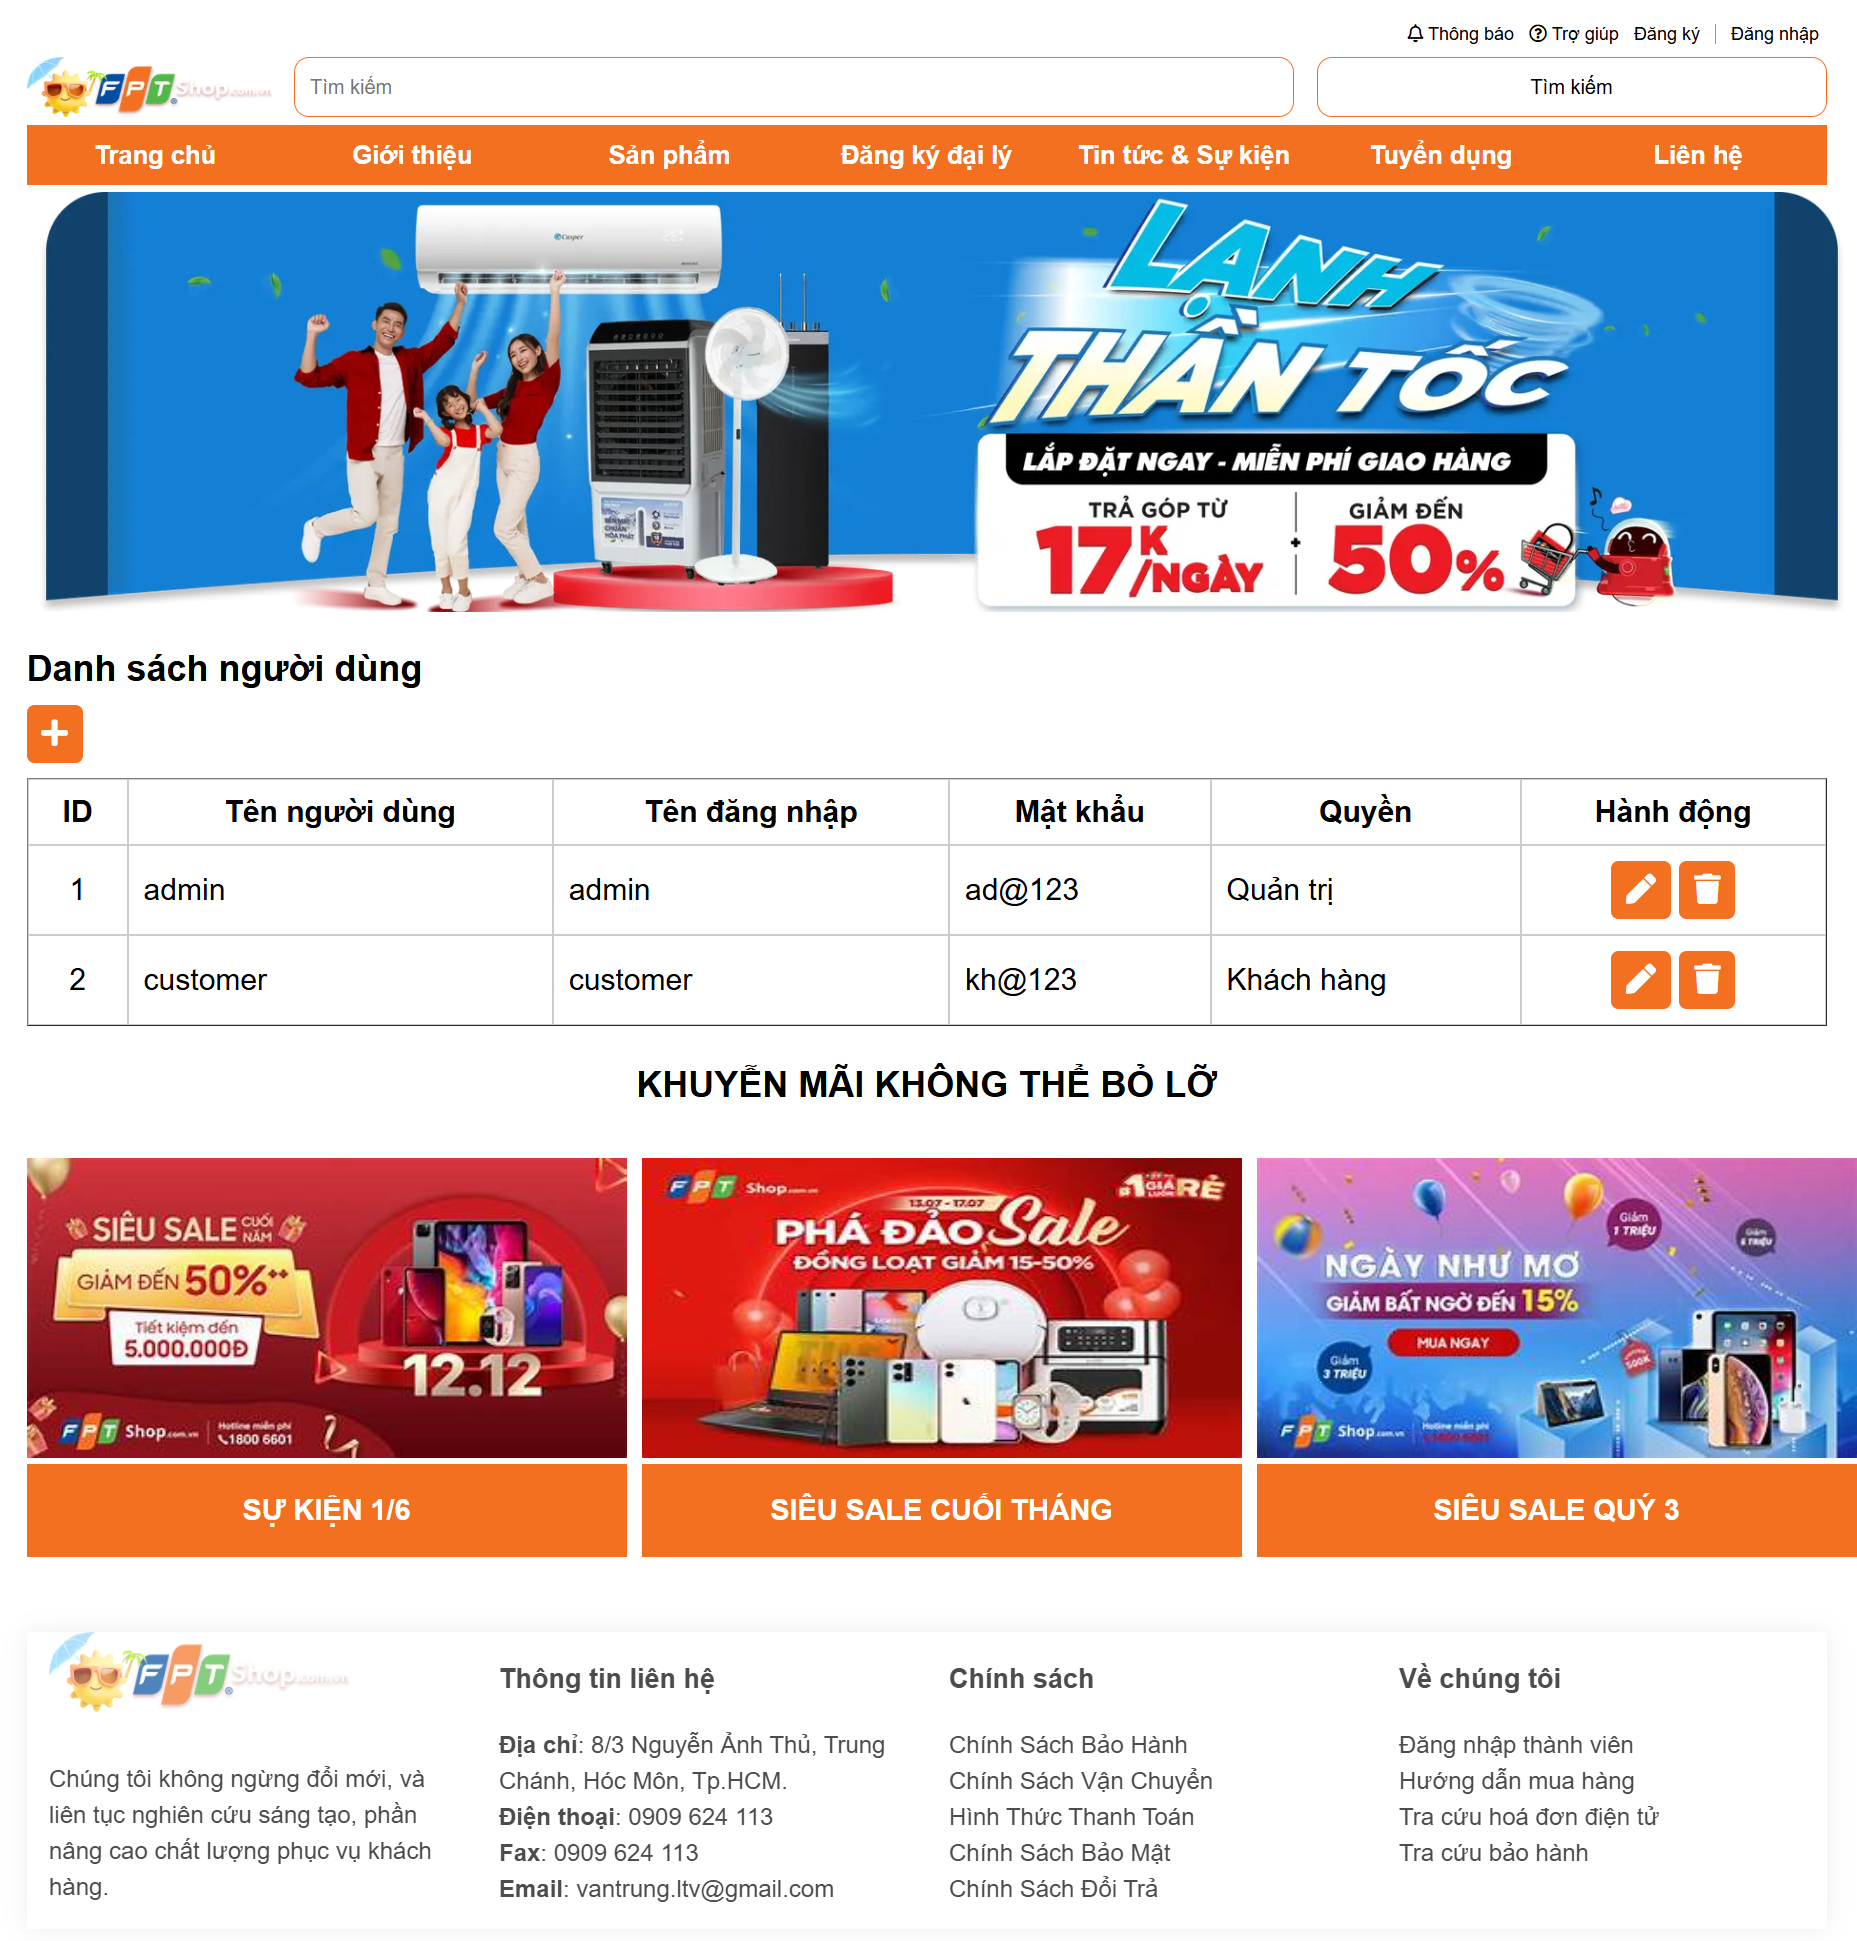 Thông báo Trợ giúp Đăng ký Đăng nhập
FPT Shop.com.vn Tìm kiếm Tìm kiếm
Trang chủ Giới thiệu Sản phẩm Đăng ký đại lý Tin tức & Sự kiện Tuyển dụng Liên hệ
Casper
LẠNH
THẦN TỐC
LẮP ĐẶT NGAY - MIỄN PHÍ GIAO HÀNG
TRẢ GÓP TỪ
17K/NGÀY
+
GIẢM ĐẾN
50%
Danh sách người dùng
ID Tên người dùng Tên đăng nhập Mật khẩu Quyền Hành động
1 admin admin ad@123 Quản trị
2 customer customer kh@123 Khách hàng
KHUYỄN MÃI KHÔNG THỂ BỎ LỠ
SIÊU SALE CUỐI NĂM
GIẢM ĐẾN 50%**
Tiết kiệm đến
5.000.000Đ
12.12
FPT Shop.com.vn
Hotline miễn phí
1800 6601
FPT Shop.com.vn
#1 GIÁ LUÔN RẺ
13.07 - 17.07
PHÁ ĐẢO Sale
ĐỒNG LOẠT GIẢM 15-50%
Giảm
1 TRIỆU
Giảm
6 TRIỆU
NGÀY NHƯ MƠ
GIẢM BẤT NGỜ ĐẾN 15%
MUA NGAY
Giảm
3 TRIỆU
500K
FPT Shop.com.vn
Hotline miễn phí
1800 6601
SỰ KIỆN 1/6
SIÊU SALE CUỐI THÁNG
SIÊU SALE QUÝ 3
FPT Shop.com.vn
Chúng tôi không ngừng đổi mới, và
liên tục nghiên cứu sáng tạo, phần
nâng cao chất lượng phục vụ khách
hàng.
Thông tin liên hệ
Địa chỉ: 8/3 Nguyễn Ảnh Thủ, Trung
Chánh, Hóc Môn, Tp.HCM.
Điện thoại: 0909 624 113
Fax: 0909 624 113
Email: vantrung.ltv@gmail.com
Chính sách
Chính Sách Bảo Hành
Chính Sách Vận Chuyển
Hình Thức Thanh Toán
Chính Sách Bảo Mật
Chính Sách Đổi Trả
Về chúng tôi
Đăng nhập thành viên
Hướng dẫn mua hàng
Tra cứu hoá đơn điện tử
Tra cứu bảo hành